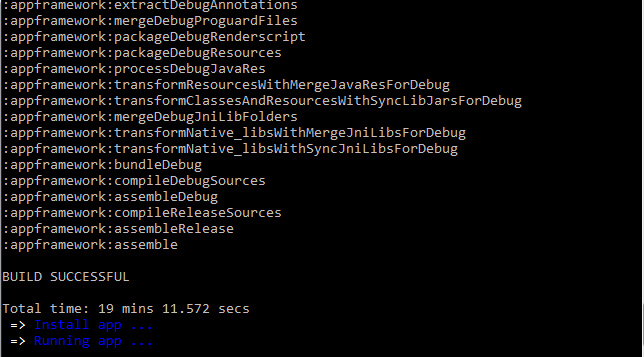 :appframework:extractDebugAnnotations
:appframework:mergeDebugProguardFiles
:appframework:packageDebugRenderscript
:appframework:packageDebugResources
:appframework:processDebugJavaRes
:appframework:transformResourcesWithMergeJavaResForDebug
:appframework:transformClassesAndResourcesWithSyncLibJarsForDebug
:appframework:mergeDebugJniLibFolders
:appframework:transformNative_libsWithMergeJniLibsForDebug
:appframework:transformNative_libsWithSyncJniLibsForDebug
:appframework:bundleDebug
:appframework:compileDebugSources
:appframework:assembleDebug
:appframework:compileReleaseSources
:appframework:assembleRelease
:appframework:assemble
BUILD SUCCESSFUL
Total time: 19 mins 11.572 secs
=> Install app ...
=> Running app ...